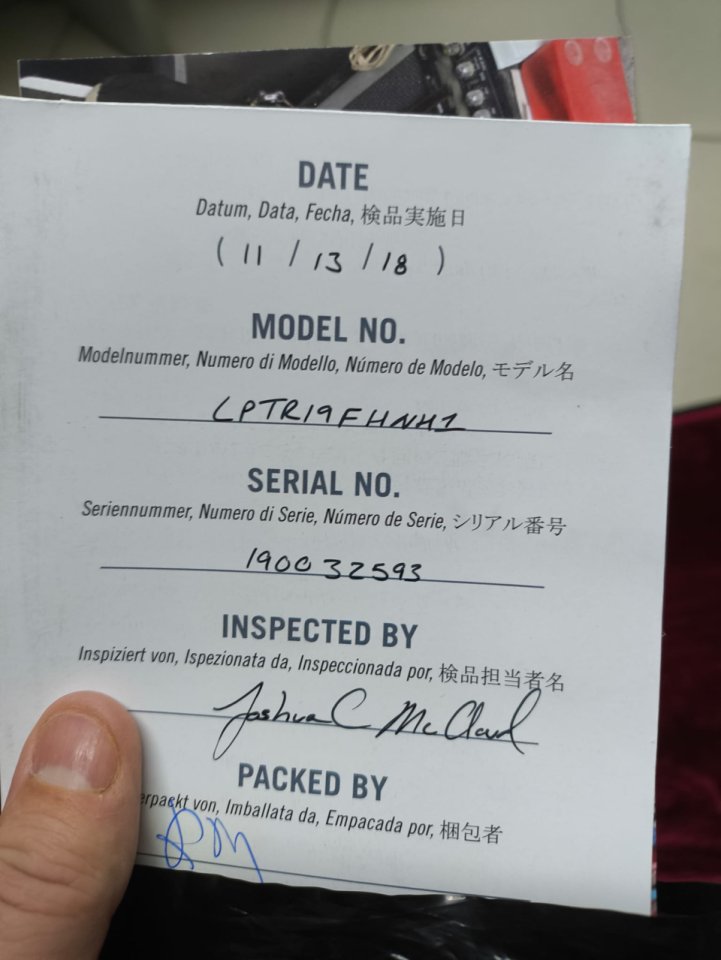 DATE
Datum, Data, Fecha, 検品実施日
( 11 / 13 / 18 )
MODEL NO.
Modelnummer, Numero di Modello, Número de Modelo, モデル名
LPTR19FHNH1
SERIAL NO.
Seriennummer, Numero di Serie, Número de Serie, シリアル番号
190032593
INSPECTED BY
Inspiziert von, Ispezionata da, Inspeccionada por, 検品担当者名
Joshua C
PACKED BY
erpackt von, Imballata da, Empacada por, 梱包者